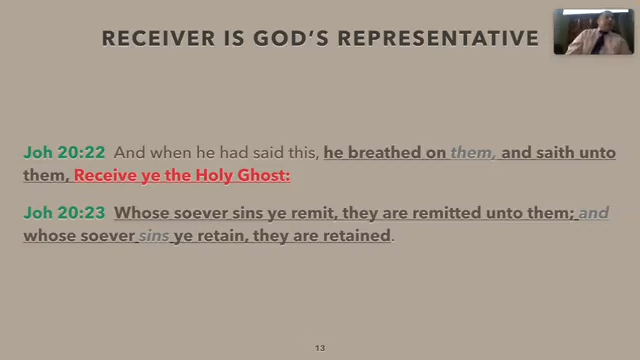 RECEIVER IS GOD'S REPRESENTATIVE
Joh 20:22 And when he had said this, he breathed on them, and saith unto
them, Receive ye the Holy Ghost:
Joh 20:23 Whose soever sins ye remit, they are remitted unto them; and
whose soever sins ye retain, they are retained.
13